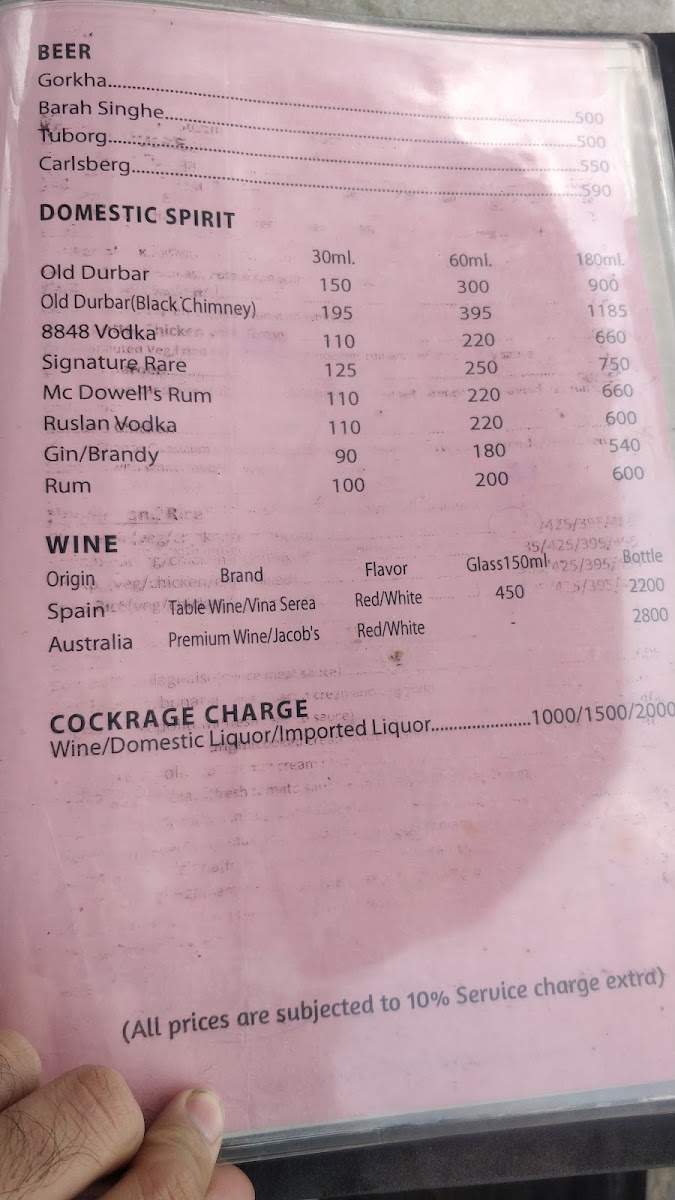 BEER
Gorkha..........500
Barah Singhe..........500
Tuborg..........550
Carlsberg..........590
DOMESTIC SPIRIT
30ml. 60ml. 180ml.
Old Durbar 150 300 900
Old Durbar(Black Chimney) 195 395 1185
8848 Vodka 110 220 660
Signature Rare 125 250 750
Mc Dowell's Rum 110 220 660
Ruslan Vodka 110 220 600
Gin/Brandy 90 180 540
Rum 100 200 600
WINE
Origin Brand Flavor Glass150ml Bottle
Spain Table Wine/Vina Serea Red/White 450 2200
Australia Premium Wine/Jacob's Red/White - 2800
COCKRAGE CHARGE
Wine/Domestic Liquor/Imported Liquor..........1000/1500/2000
(All prices are subjected to 10% Service charge extra)